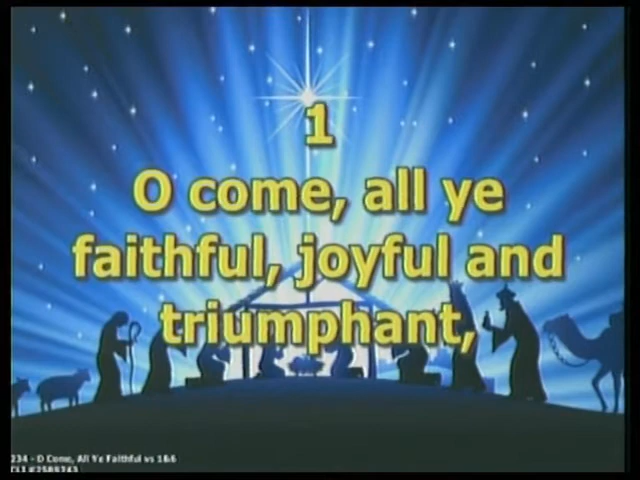 1
O come, all ye
faithful, joyful and
triumphant,
234 - O Come, All Ye Faithful vs 1&6